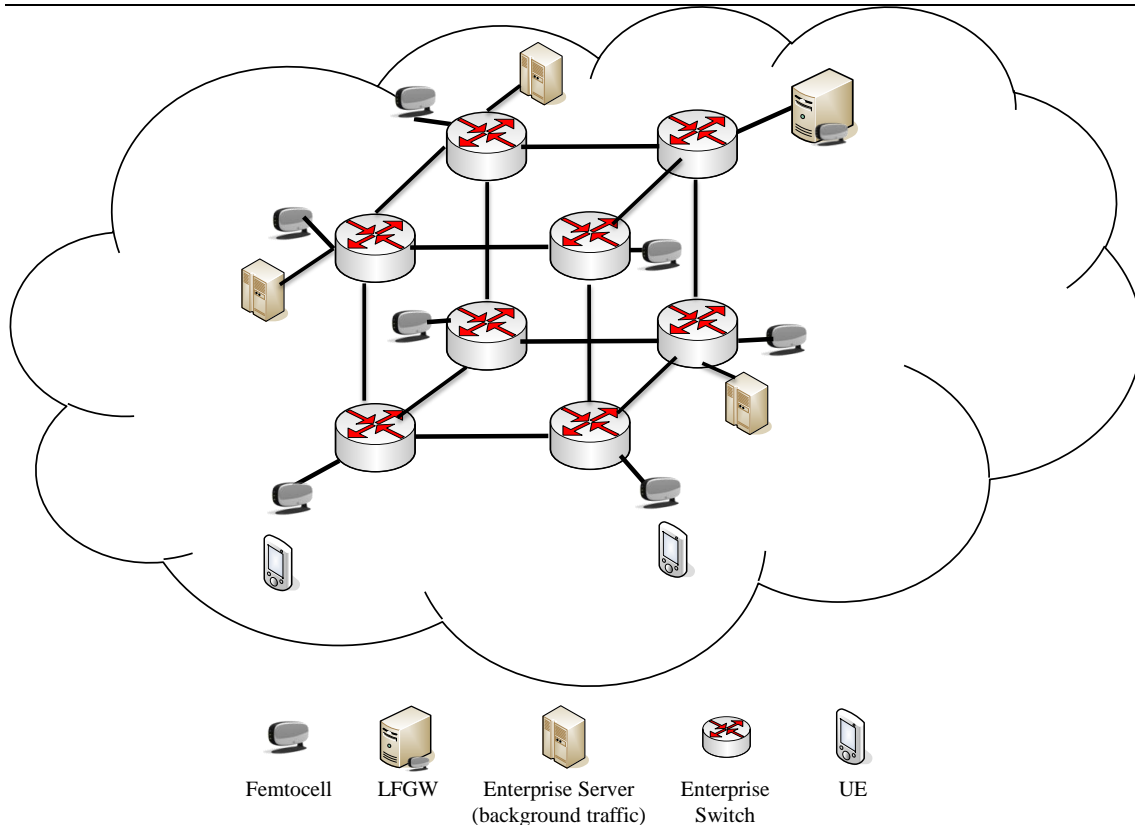 Femtocell LFGW Enterprise Server Enterprise UE
(background traffic) Switch